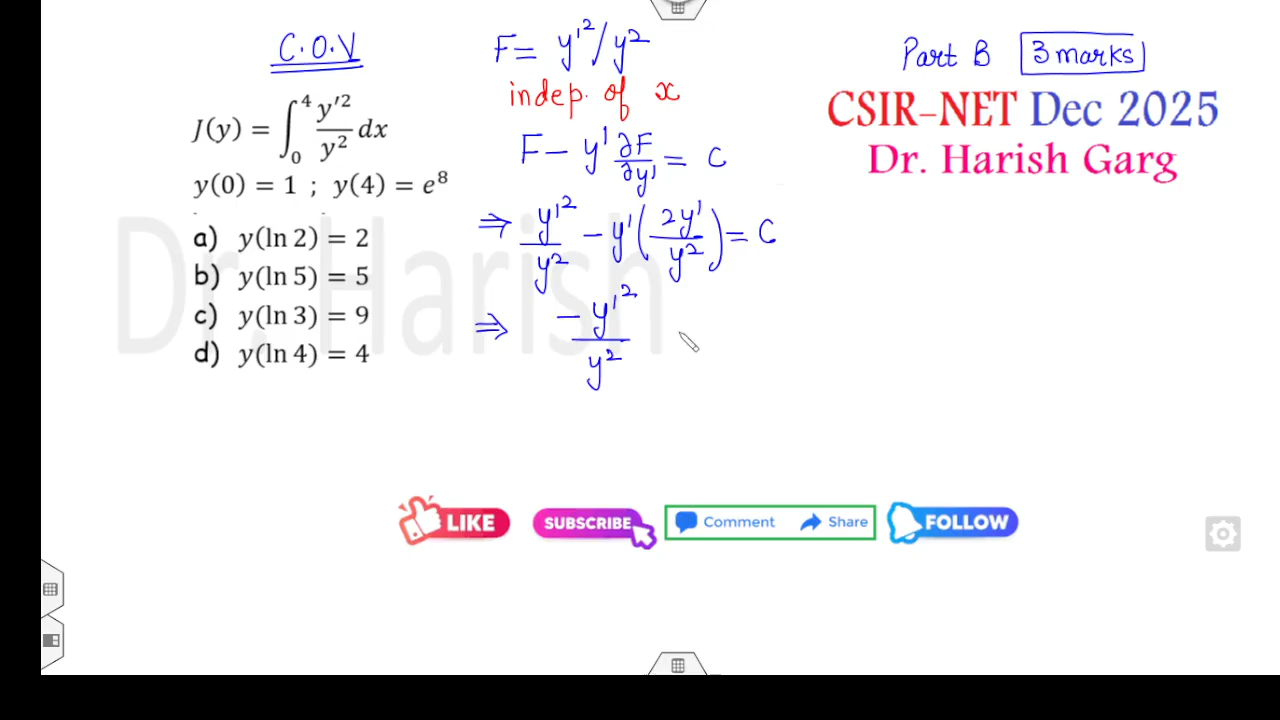 C.O.V
J(y) = ∫₀⁴ y′²/y² dx
y(0) = 1 ; y(4) = e⁸
a) y(ln 2) = 2
b) y(ln 5) = 5
c) y(ln 3) = 9
d) y(ln 4) = 4
F = y'²/y²
indep. of x
F − y' ∂F/∂y' = C
⇒ y'²/y² − y'(2y'/y²) = C
⇒ −y'²/y²
Part B 3 marks
CSIR-NET Dec 2025
Dr. Harish Garg
Dr. Harish
LIKE
SUBSCRIBE
Comment
Share
FOLLOW